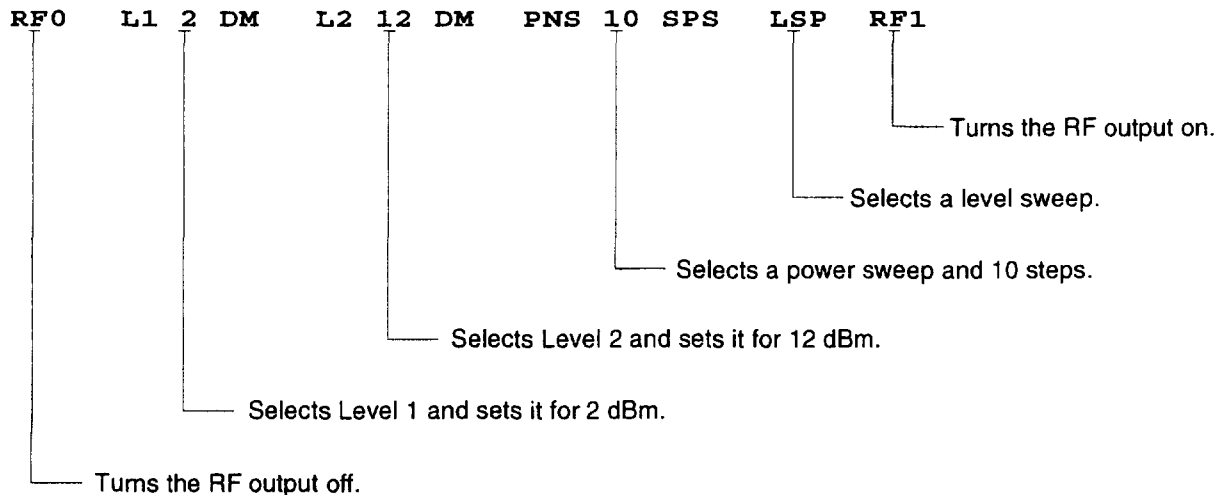 RF0 L1 2 DM L2 12 DM PNS 10 SPS LSP RF1
Turns the RF output on.
Selects a level sweep.
Selects a power sweep and 10 steps.
Selects Level 2 and sets it for 12 dBm.
Selects Level 1 and sets it for 2 dBm.
Turns the RF output off.